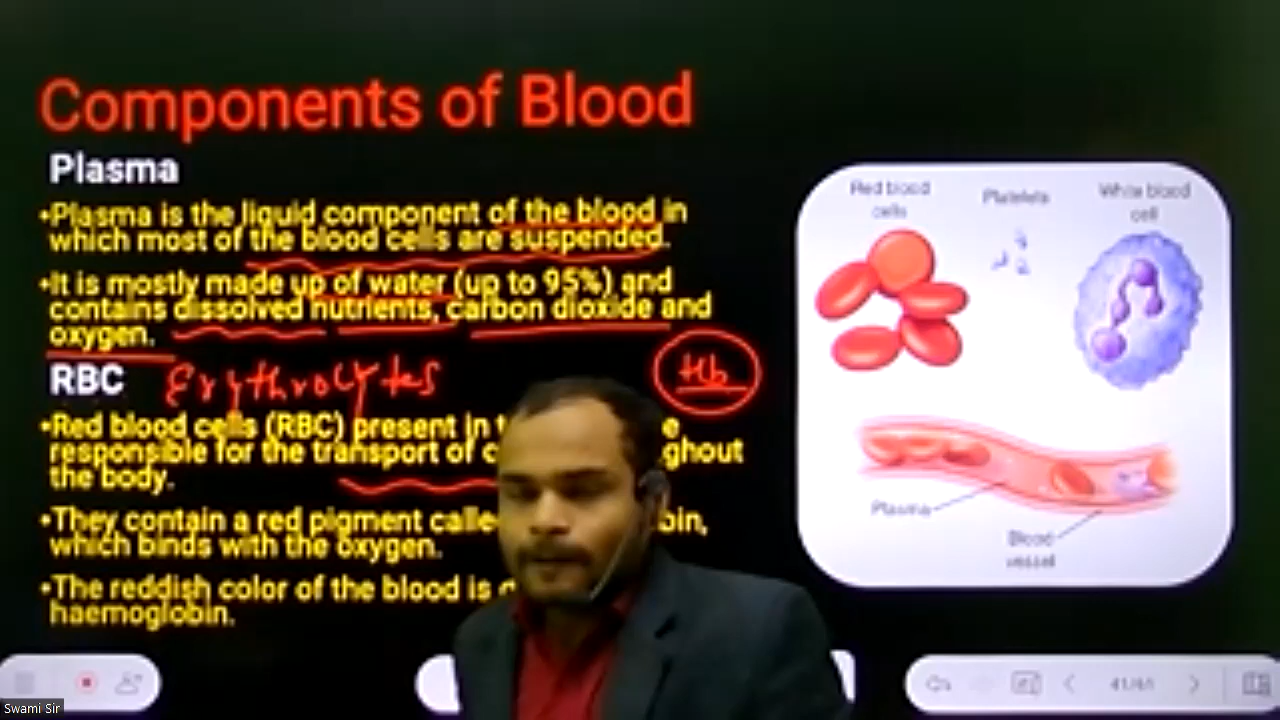 Components of Blood
Plasma
•Plasma is the liquid component of the blood in
which most of the blood cells are suspended.
•It is mostly made up of water (up to 95%) and
contains dissolved nutrients, carbon dioxide and
oxygen.
RBC Erythrocytes
Hb
•Red blood cells (RBC) present in t e
responsible for the transport of ghout
the body.
•They contain a red pigment calle bin,
which binds with the oxygen.
•The reddish color of the blood is
haemoglobin.
Red blood
cells
Platelets
White blood
cell
Plasma
Blood
vessel
41/61
Swami Sir